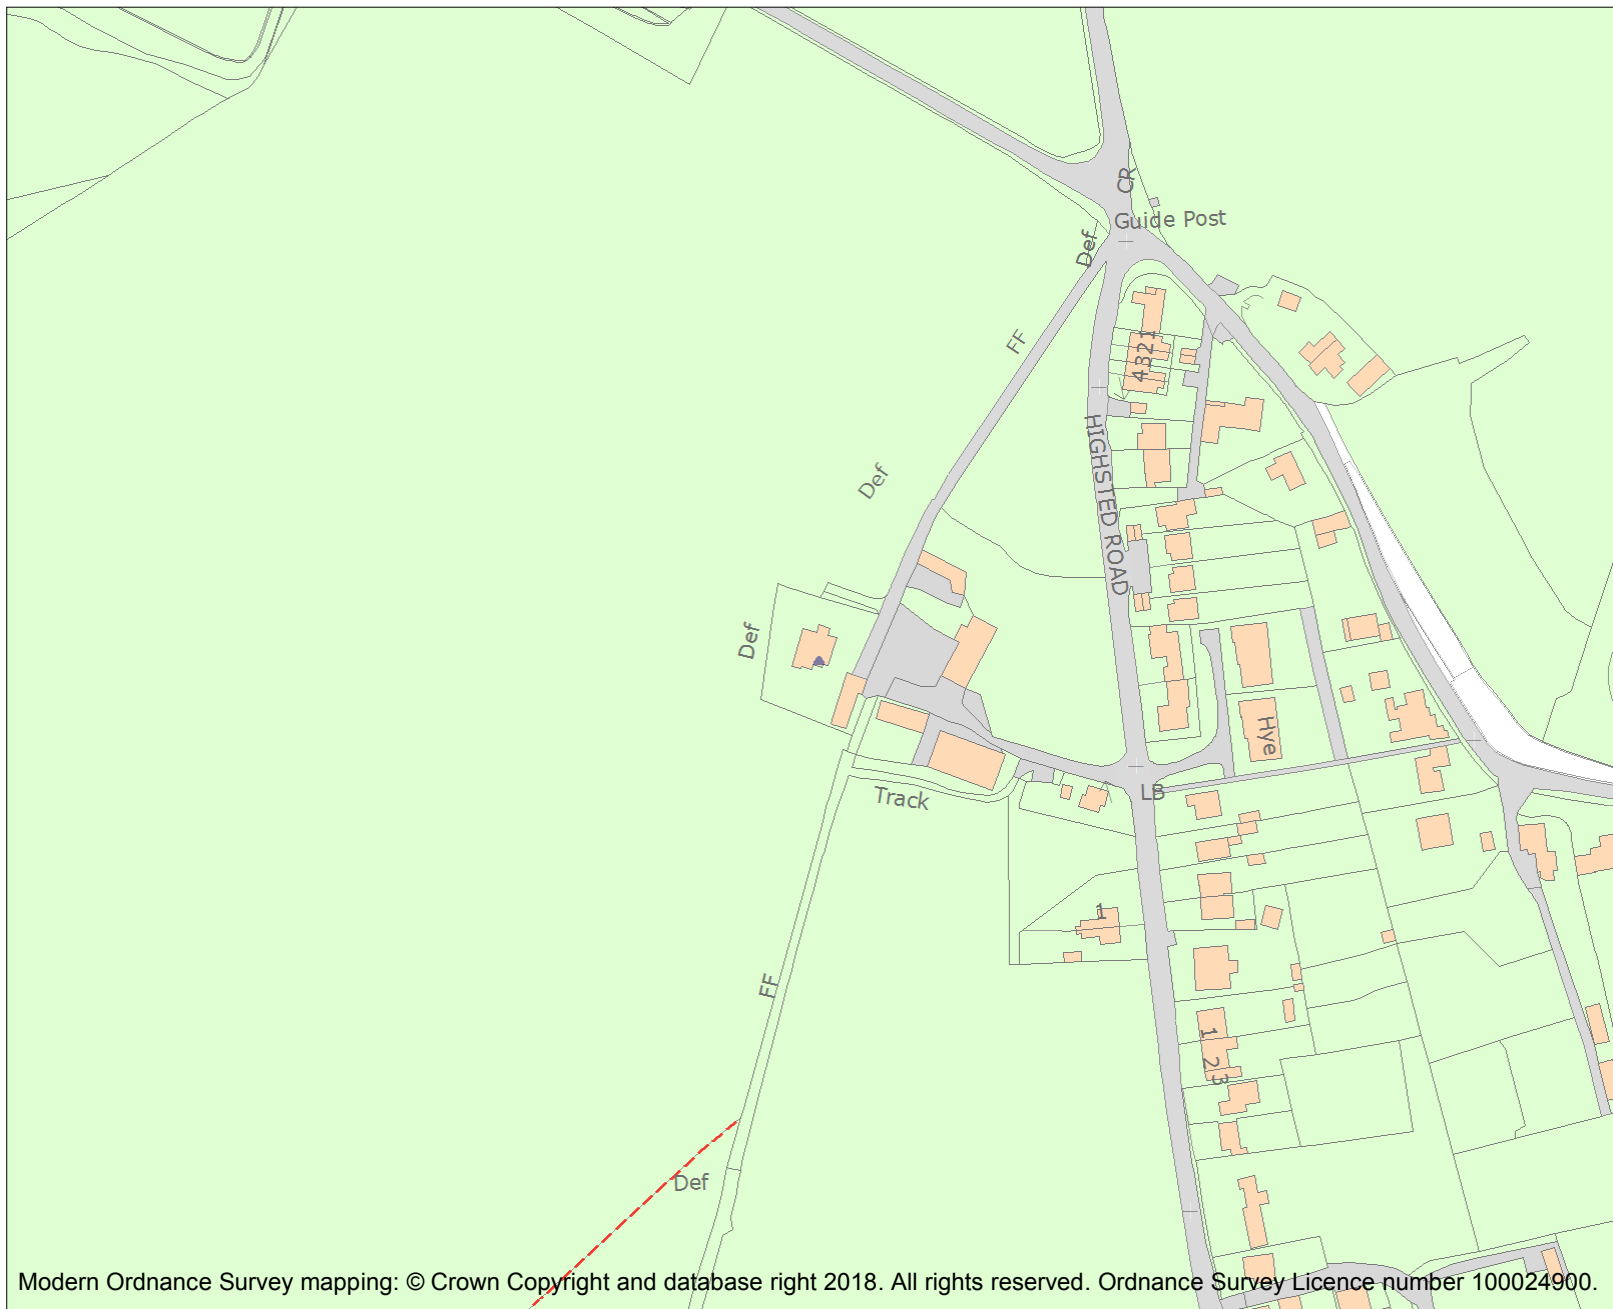 CR
Guide Post
Def
FF
4321
HIGHSTED ROAD
Def
Def
Hye
LB
Track
1
FF
1
2
3
Def
Modern Ordnance Survey mapping: © Crown Copyright and database right 2018. All rights reserved. Ordnance Survey Licence number 100024900.